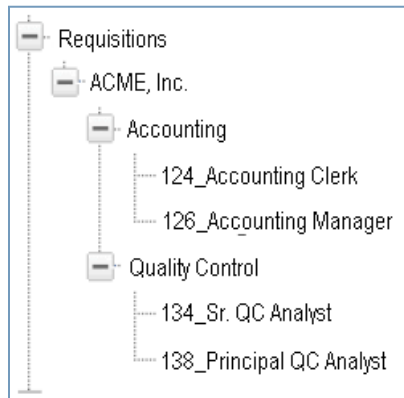 Requisitions
ACME, Inc.
Accounting
124_Accounting Clerk
126_Accounting Manager
Quality Control
134_Sr. QC Analyst
138_Principal QC Analyst